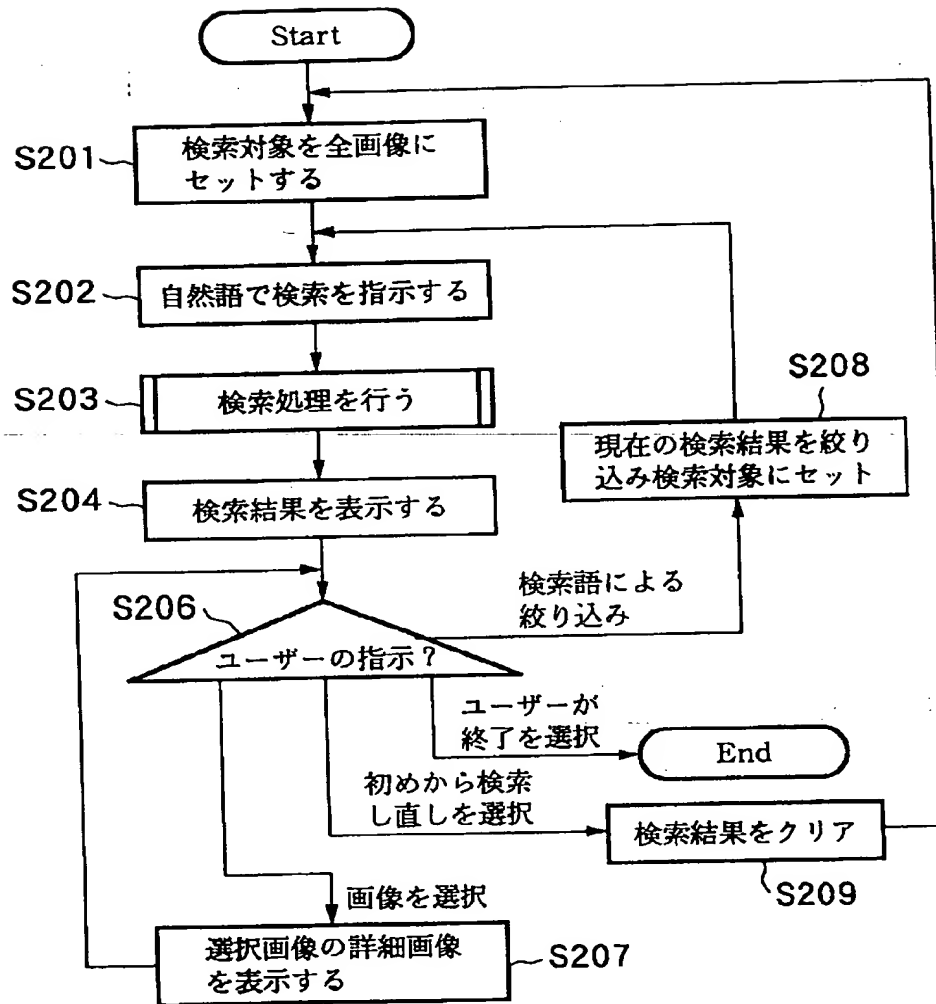 Start
S201
検索対象を全画像に
セットする
S202
自然語で検索を指示する
S203
検索処理を行う
S208
現在の検索結果を絞り
込み検索対象にセット
S204
検索結果を表示する
検索語による
絞り込み
S206
ユーザーの指示?
ユーザーが
終了を選択
End
初めから検索
し直しを選択
検索結果をクリア
S209
画像を選択
選択画像の詳細画像
を表示する
S207